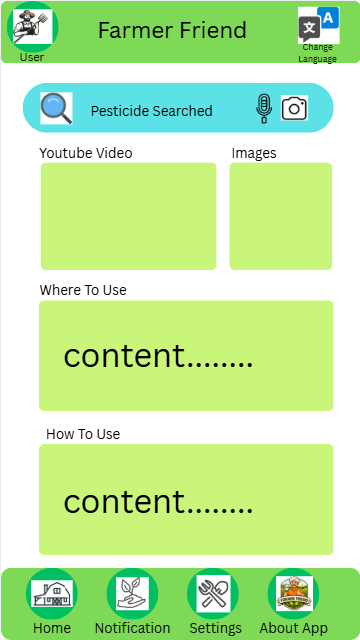 Farmer Friend
User
Change
Language
Pesticide Searched
Youtube Video
Images
Where To Use
content........
How To Use
content........
Home
Notification
Settings
About App